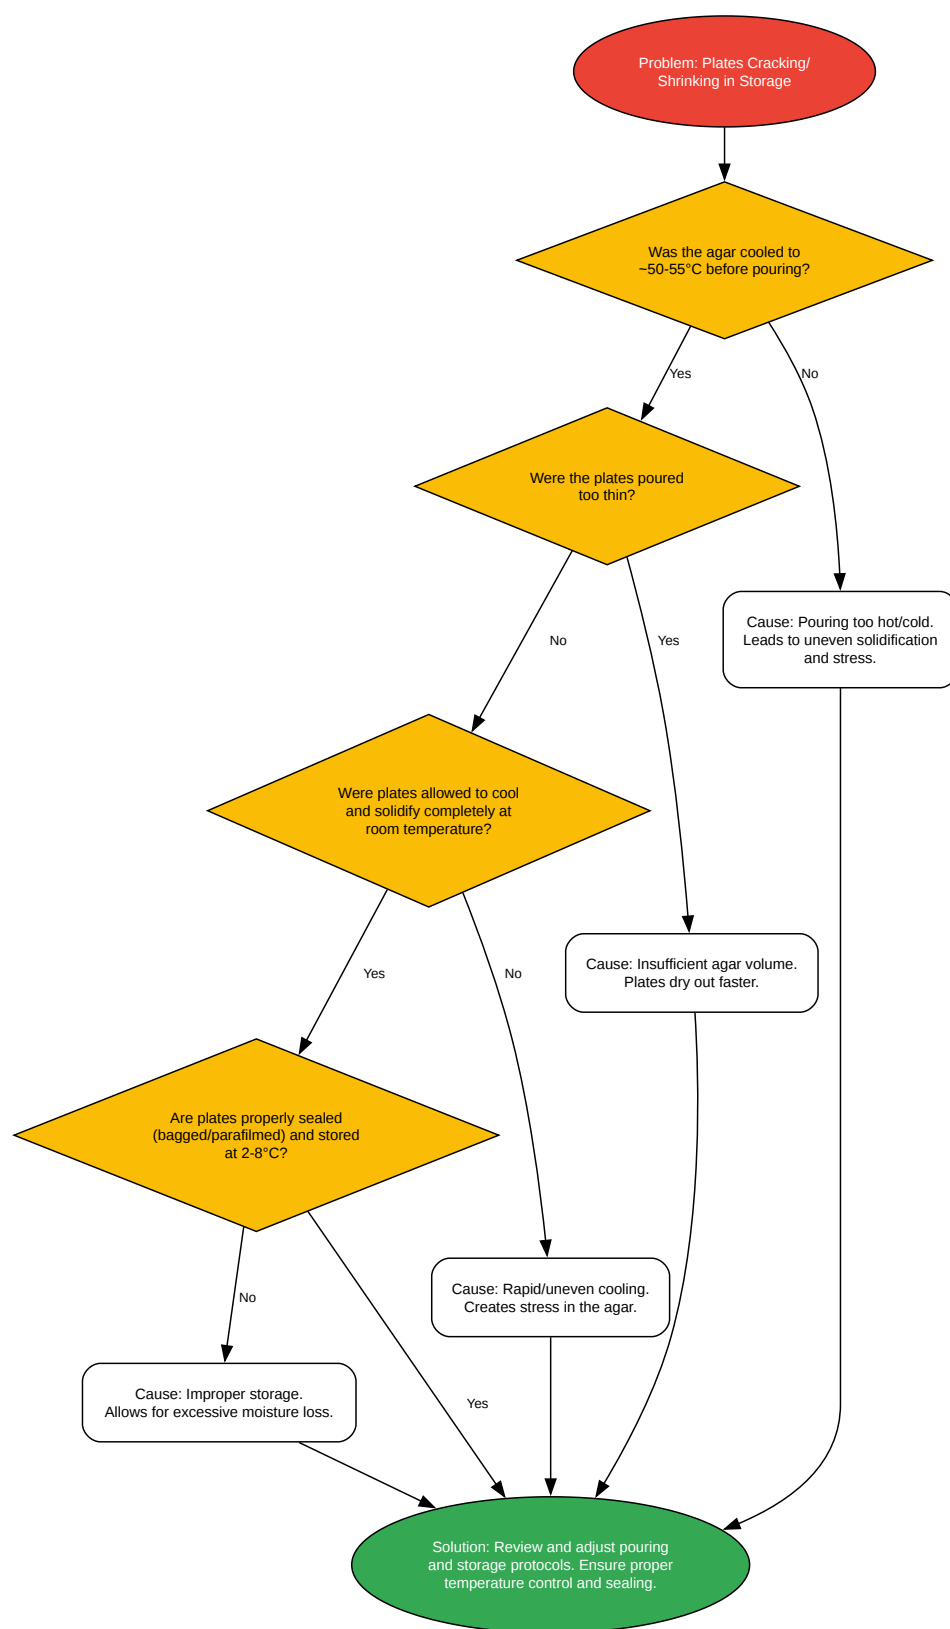 Problem: Plates Cracking/
Shrinking in Storage
Was the agar cooled to
~50-55°C before pouring?
Yes
No
Were the plates poured
too thin?
Cause: Pouring too hot/cold.
Leads to uneven solidification
and stress.
No
Yes
Were plates allowed to cool
and solidify completely at
room temperature?
Cause: Insufficient agar volume.
Plates dry out faster.
Yes
No
Are plates properly sealed
(bagged/parafilmed) and stored
at 2-8°C?
Cause: Rapid/uneven cooling.
Creates stress in the agar.
No
Cause: Improper storage.
Allows for excessive moisture loss.
Yes
Solution: Review and adjust pouring
and storage protocols. Ensure proper
temperature control and sealing.